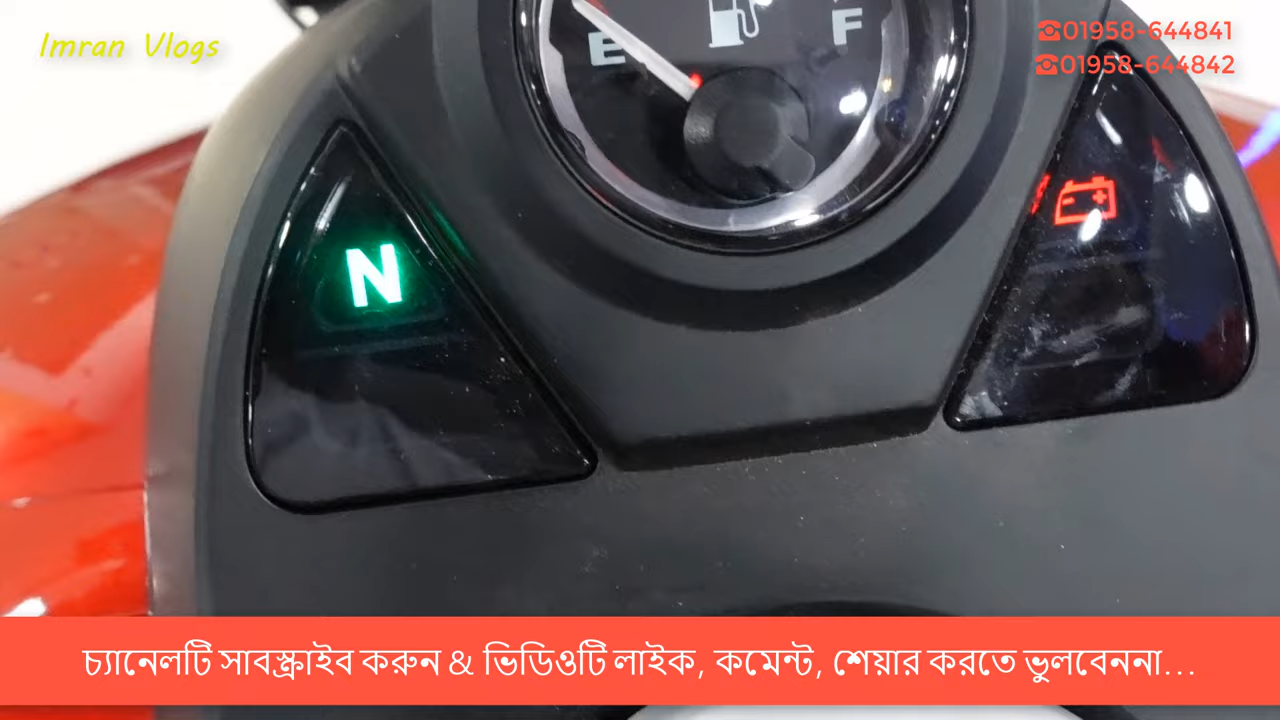 Imran Vlogs
☎01958-644841
☎01958-644842
E
F
N
চ্যানেলটি সাবস্ক্রাইব করুন & ভিডিওটি লাইক, কমেন্ট, শেয়ার করতে ভুলবেননা...